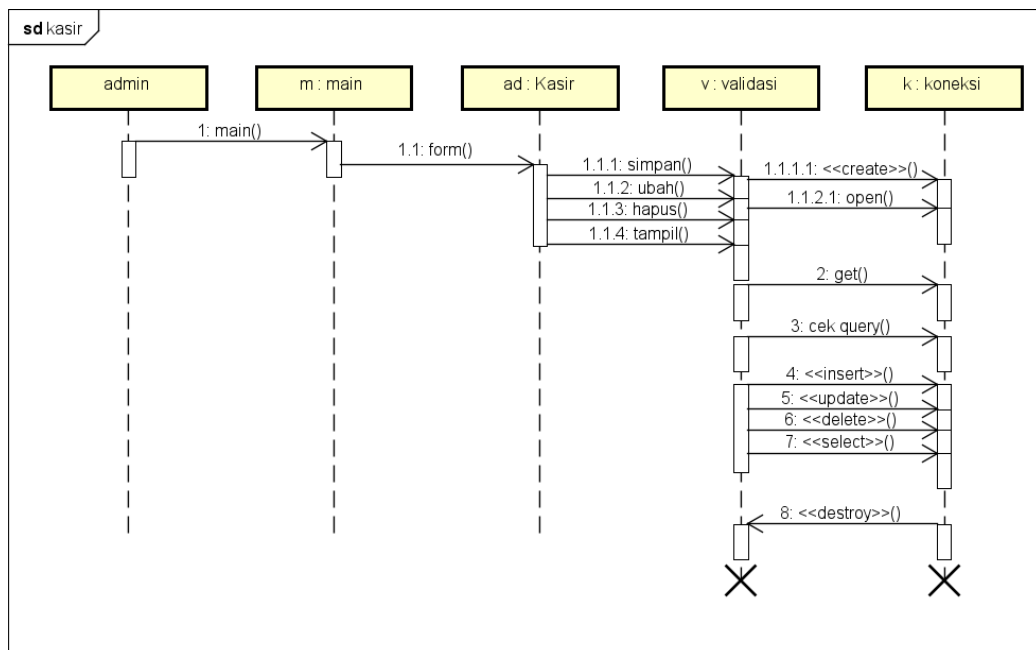 sd kasir
admin
m : main
ad : Kasir
v : validasi
k : koneksi
1: main()
1.1: form()
1.1.1: simpan()
1.1.1.1: <<create>>()
1.1.2: ubah()
1.1.2.1: open()
1.1.3: hapus()
1.1.4: tampil()
2: get()
3: cek query()
4: <<insert>>()
5: <<update>>()
6: <<delete>>()
7: <<select>>()
8: <<destroy>>()